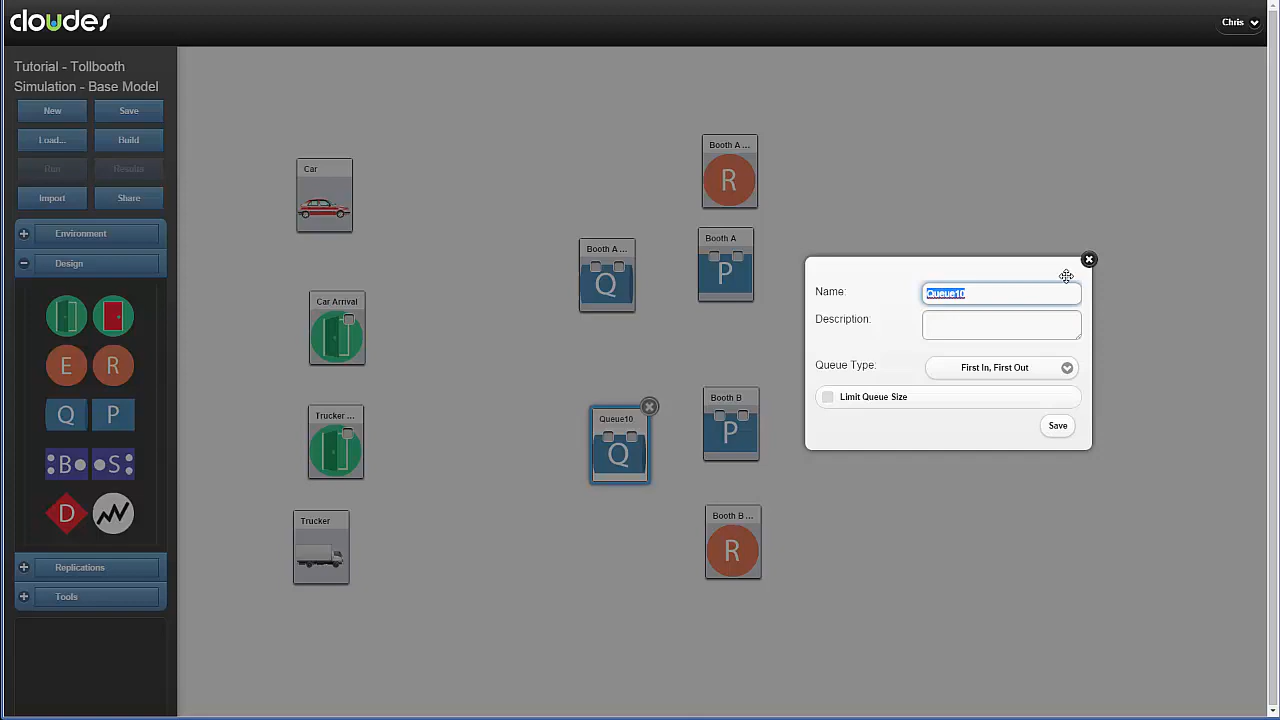 cloudes
Chris
Tutorial - Tollbooth
Simulation - Base Model
New
Save
Load...
Build
Run
Results
Import
Share
Environment
Design
E
R
Q
P
B
S
D
Replications
Tools
Car
Car Arrival
Trucker ...
Trucker
Booth A ...
Q
Queue10
Q
Booth A ...
R
Booth A
P
Booth B
P
Booth B ...
R
Name:
Queue10
Description:
Queue Type:
First In, First Out
Limit Queue Size
Save